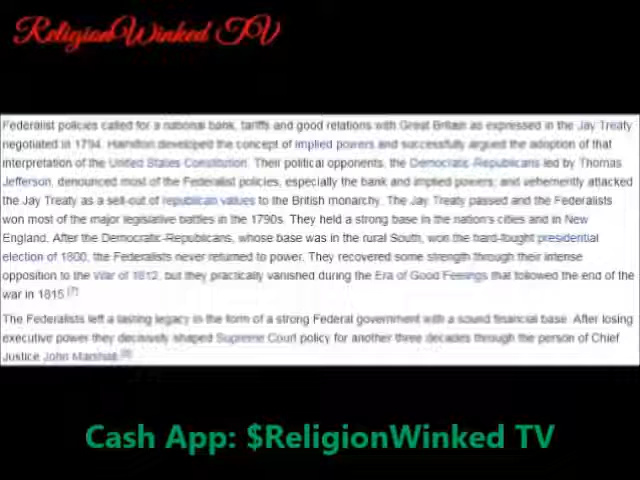 ReligionWinked TV
Federalist policies called for a national bank, tariffs and good relations with Great Britain as expressed in the Jay Treaty
negotiated in 1794. Hamilton developed the concept of implied powers and successfully argued the adoption of that
interpretation of the United States Constitution. Their political opponents, the Democratic-Republicans led by Thomas
Jefferson, denounced most of the Federalist policies, especially the bank and implied powers; and vehemently attacked
the Jay Treaty as a sell-out of republican values to the British monarchy. The Jay Treaty passed and the Federalists
won most of the major legislative battles in the 1790s. They held a strong base in the nation's cities and in New
England. After the Democratic-Republicans, whose base was in the rural South, won the hard-fought presidential
election of 1800, the Federalists never returned to power. They recovered some strength through their intense
opposition to the War of 1812, but they practically vanished during the Era of Good Feelings that followed the end of the
war in 1815.[7]
The Federalists left a lasting legacy in the form of a strong Federal government with a sound financial base. After losing
executive power they decisively shaped Supreme Court policy for another three decades through the person of Chief
Justice John Marshall.[8]
Cash App: $ReligionWinked TV